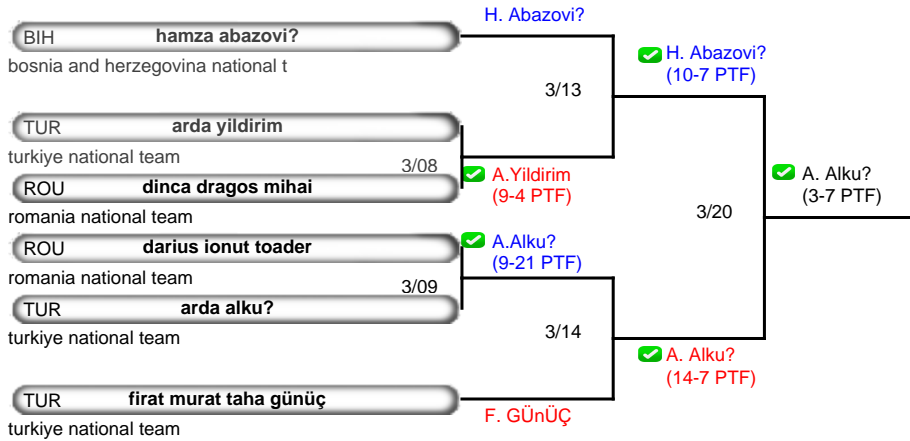 H. Abazovi?
BIH hamza abazovi?
bosnia and herzegovina national t
H. Abazovi?
(10-7 PTF)
3/13
TUR arda yildirim
turkiye national team
3/08
A.Yildirim
(9-4 PTF)
ROU dinca dragos mihai
romania national team
A. Alku?
(3-7 PTF)
3/20
ROU darius ionut toader
romania national team
A.Alku?
(9-21 PTF)
3/09
TUR arda alku?
turkiye national team
3/14
A. Alku?
(14-7 PTF)
TUR firat murat taha günüç
turkiye national team
F. GÜnÜÇ